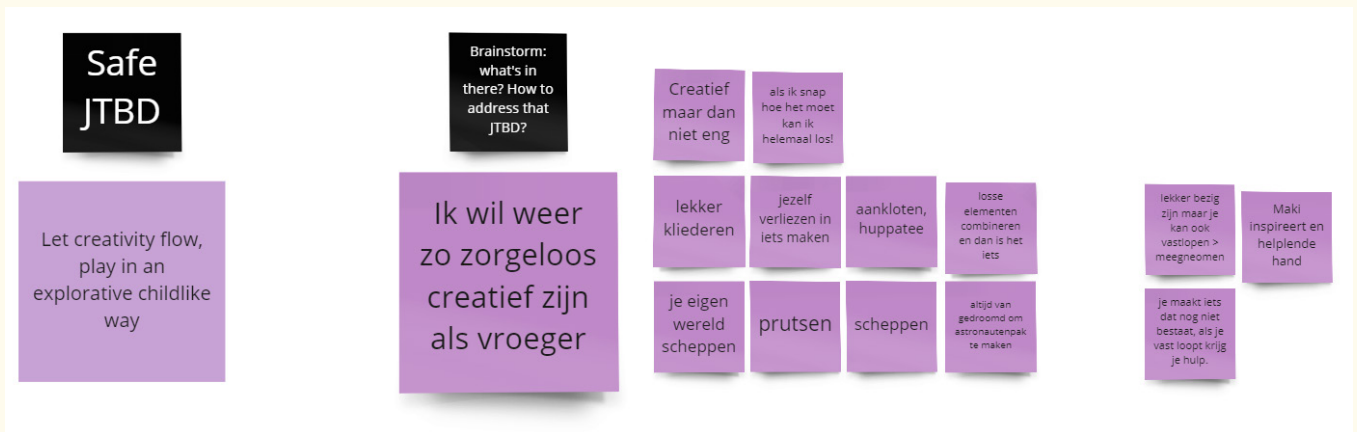 Safe
JTBD
Let creativity flow,
play in an
explorative childlike
way
Brainstorm:
what's in
there? How to
address that
JTBD?
Ik wil weer
zo zorgeloos
creatief zijn
als vroeger
Creatief
maar dan
niet eng
als ik snap
hoe het moet
kan ik
helemaal los!
lekker
kliederen
jezelf
verliezen in
iets maken
aankloten,
huppatee
losse
elementen
combineren
en dan is het
iets
je eigen
wereld
scheppen
prutsen
scheppen
altijd van
gedroomd om
astronautenpak
te maken
lekker bezig
zijn maar je
kan ook
vastlopen >
meegneomen
Maki
inspireert en
helplende
hand
je maakt iets
dat nog niet
bestaat, als je
vast loopt krijg
je hulp.